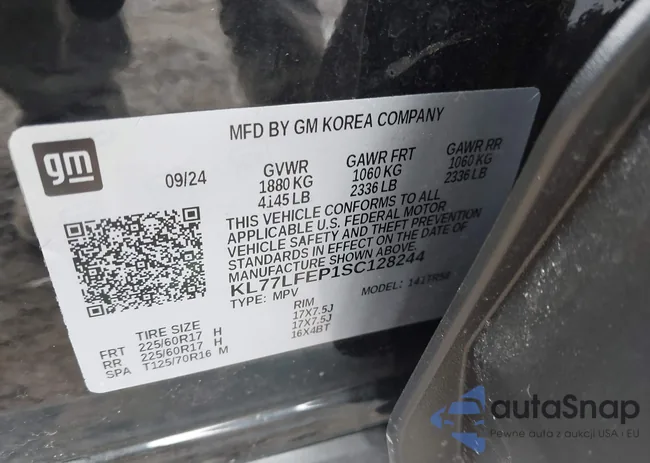 MFD BY GM KOREA COMPANY
gm
09/24
GVWR
1880 KG
4145 LB
GAWR FRT
1060 KG
2336 LB
GAWR RR
1060 KG
2336 LB
THIS VEHICLE CONFORMS TO ALL
APPLICABLE U.S. FEDERAL MOTOR
VEHICLE SAFETY AND THEFT PREVENTION
STANDARDS IN EFFECT ON THE DATE OF
MANUFACTURE SHOWN ABOVE.
KL77LFEP1SC128244
TYPE: MPV
MODEL: 141TR58
TIRE SIZE
RIM
FRT 225/60R17 H 17X7.5J
RR 225/60R17 H 17X7.5J
SPA T125/70R16 M 16X4BT
autaSnap
Pewne auta z aukcji USA i EU